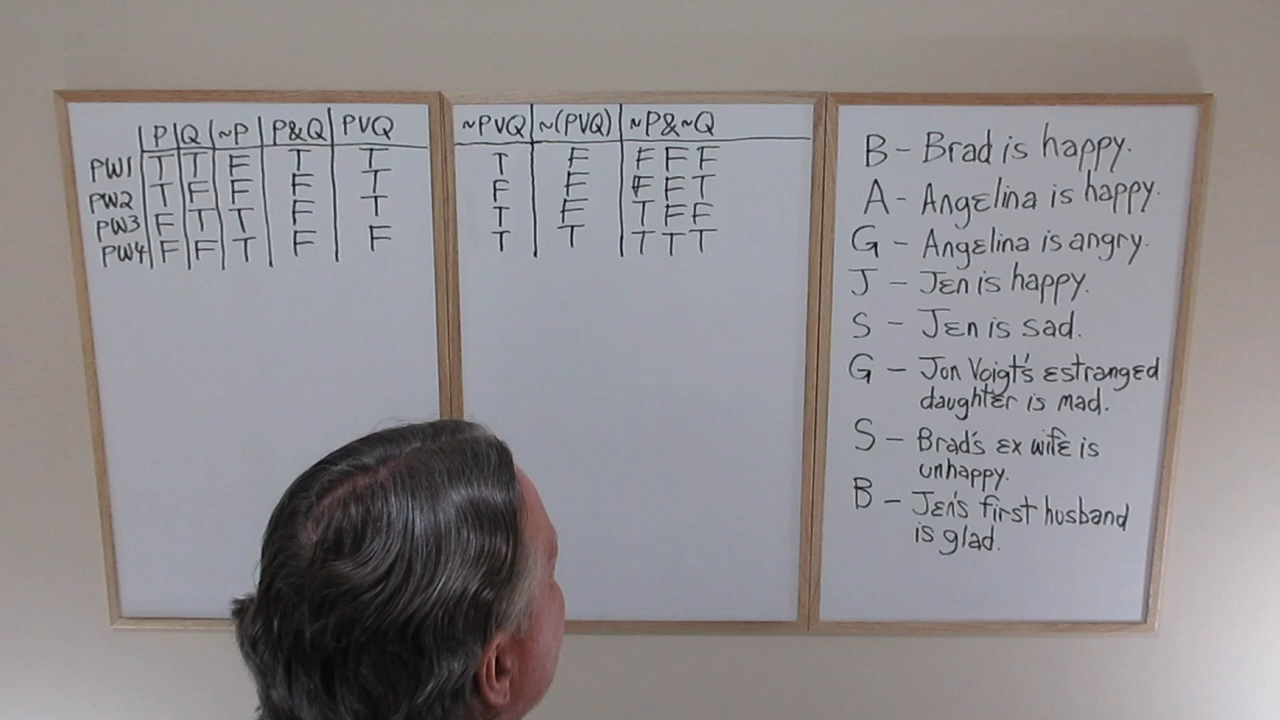 P Q ~P P&Q PVQ
PW1 T T F T T
PW2 T F F F T
PW3 F T T F T
PW4 F F T F F
~PVQ ~(PVQ) ~P&~Q
T F F F F
F F F F T
T F T F F
T T T T T
B - Brad is happy.
A - Angelina is happy.
G - Angelina is angry.
J - Jen is happy.
S - Jen is sad.
G - Jon Voigt's estranged
daughter is mad.
S - Brad's ex wife is
unhappy.
B - Jen's first husband
is glad.